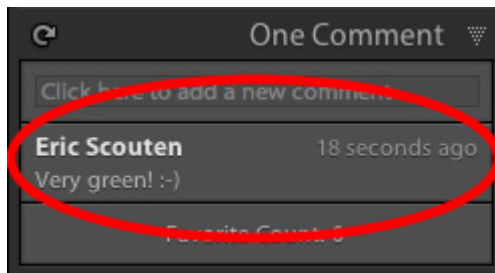 One Comment
Click here to add a new comment
Eric Scouten 18 seconds ago
Very green! :-)
Favorite Count: 0